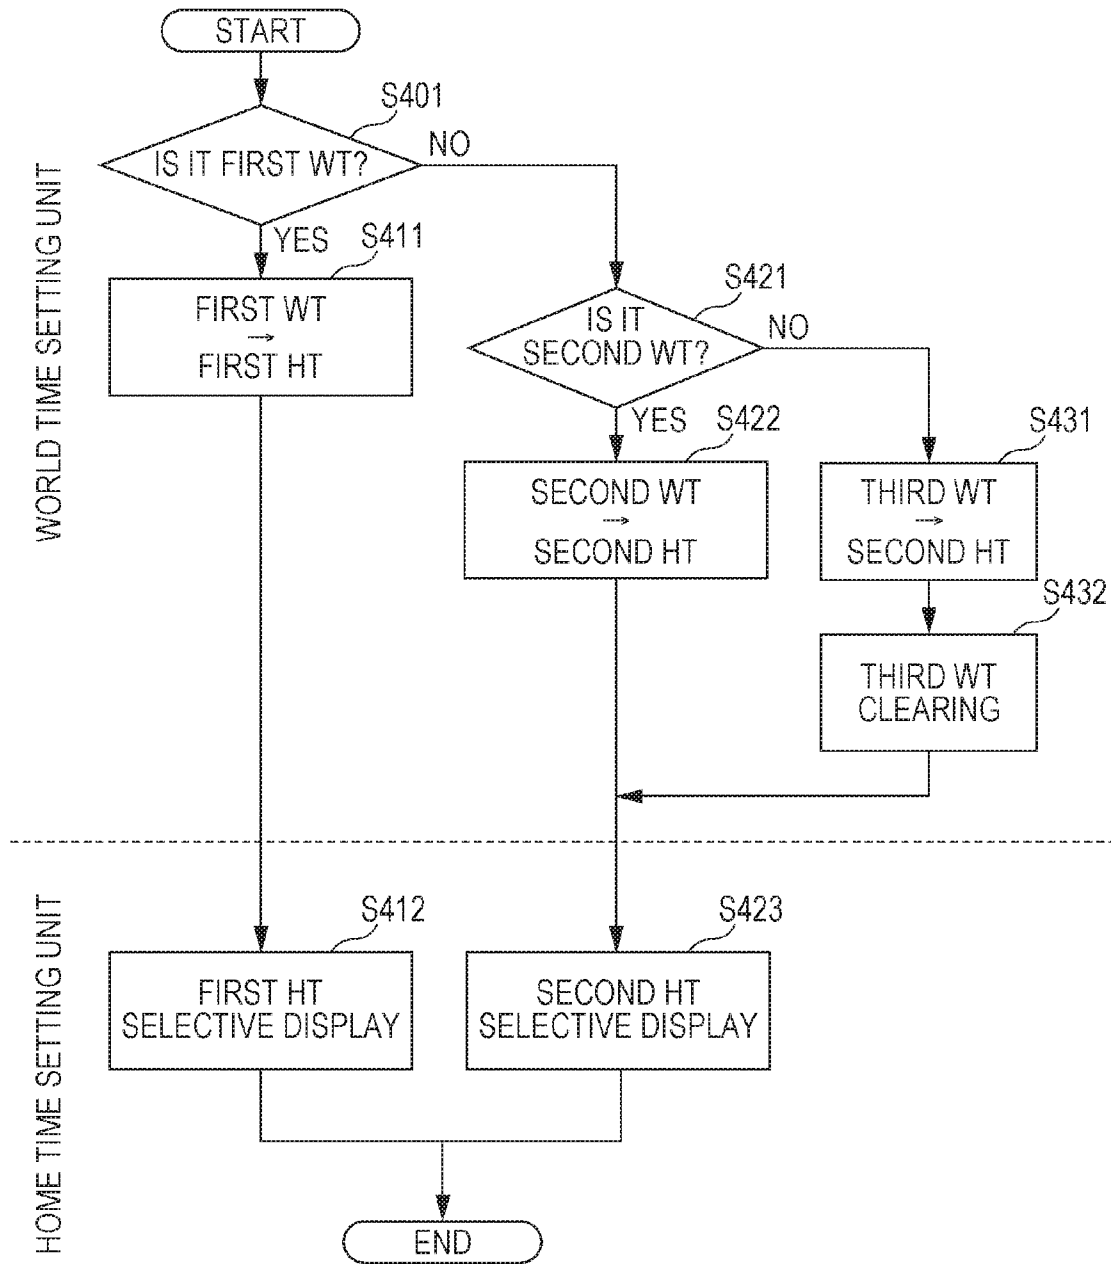 START
S401
IS IT FIRST WT?
NO
YES
S411
FIRST WT
→
FIRST HT
S421
IS IT
SECOND WT?
NO
YES
S422
SECOND WT
→
SECOND HT
S431
THIRD WT
→
SECOND HT
S432
THIRD WT
CLEARING
WORLD TIME SETTING UNIT
S412
FIRST HT
SELECTIVE DISPLAY
S423
SECOND HT
SELECTIVE DISPLAY
HOME TIME SETTING UNIT
END